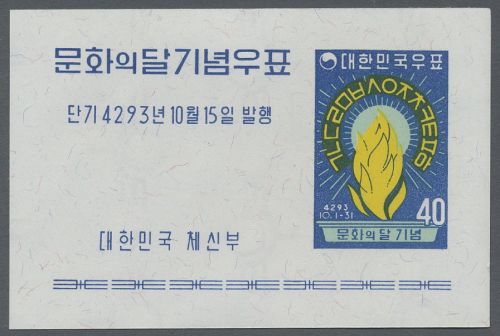 문화의 달 기념우표
단기 4293년 10월 15일 발행
대한민국 체신부
대한민국우표
ㄱㄴㄷㄹㅁㅂㅅㅇㅈㅊㅋㅌㅍㅎ
4293
10.1-31
40
문화의 달 기념